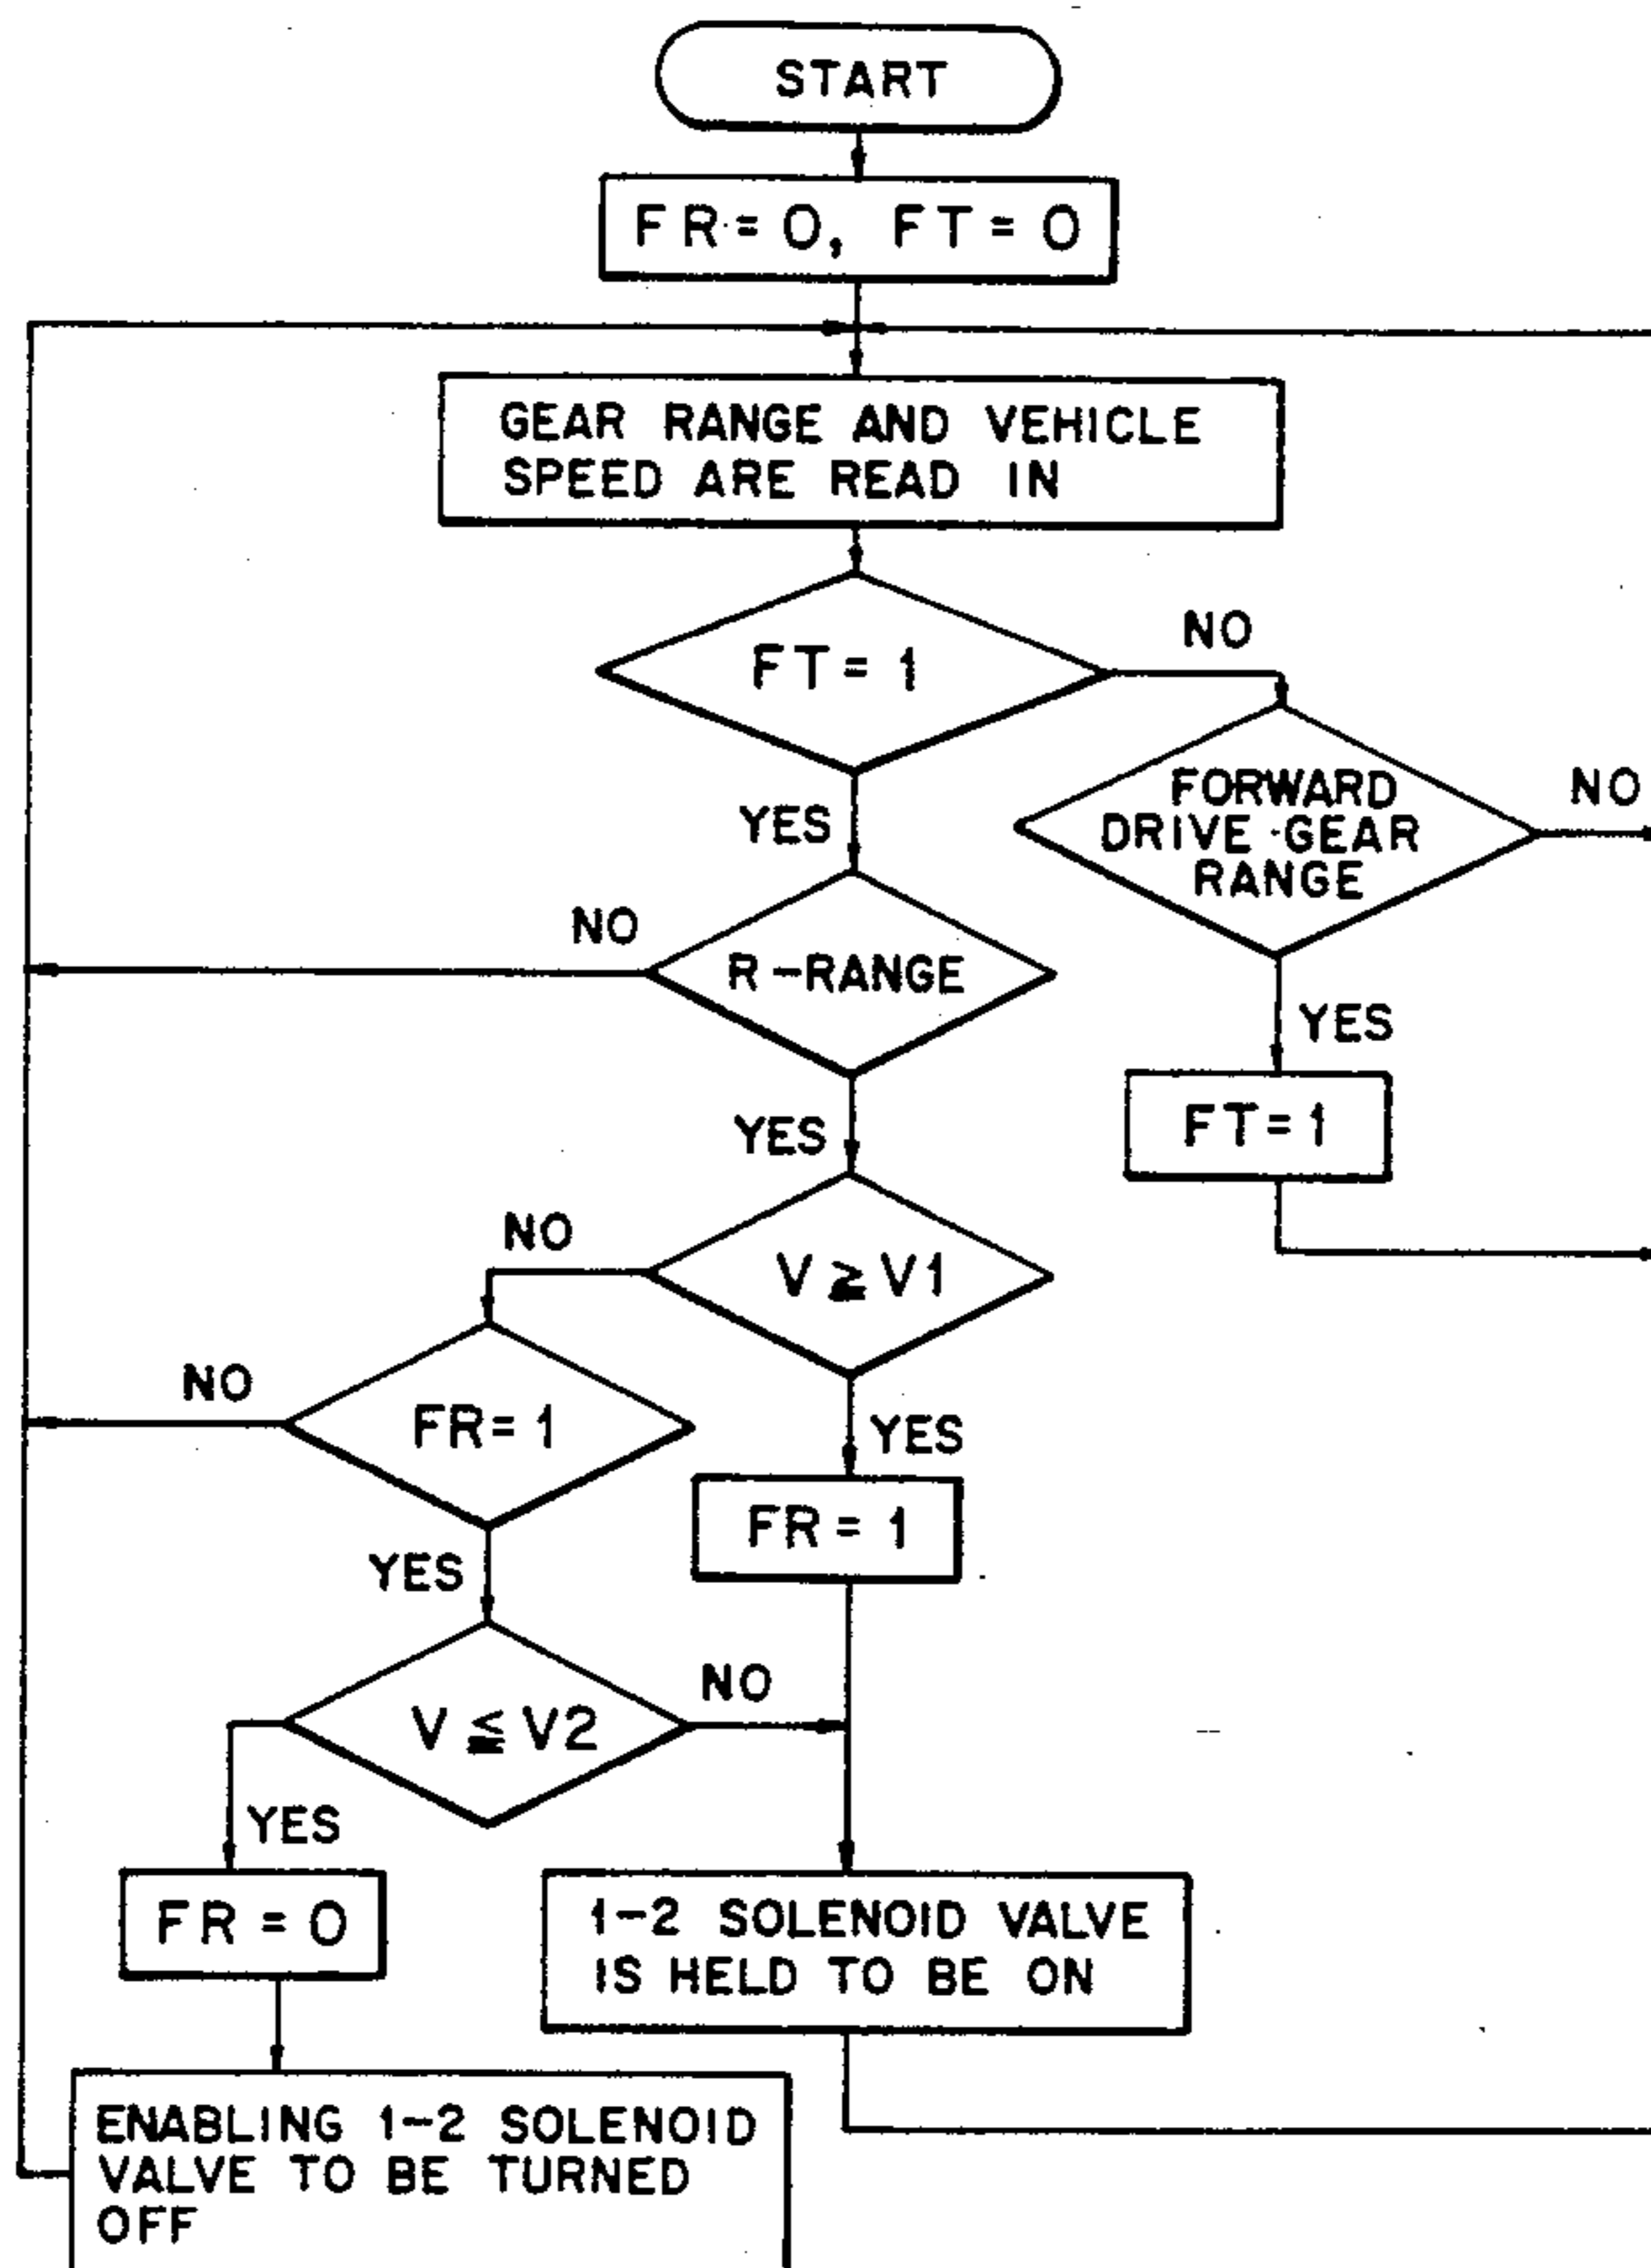 START
FR=0, FT=0
GEAR RANGE AND VEHICLE
SPEED ARE READ IN
FT=1
NO
YES
FORWARD
DRIVE-GEAR
RANGE
NO
NO
R-RANGE
YES
YES
FT=1
NO
V≧V1
NO
FR=1
YES
FR=1
YES
V≦V2
NO
YES
FR=0
1-2 SOLENOID VALVE
IS HELD TO BE ON
ENABLING 1-2 SOLENOID
VALVE TO BE TURNED
OFF